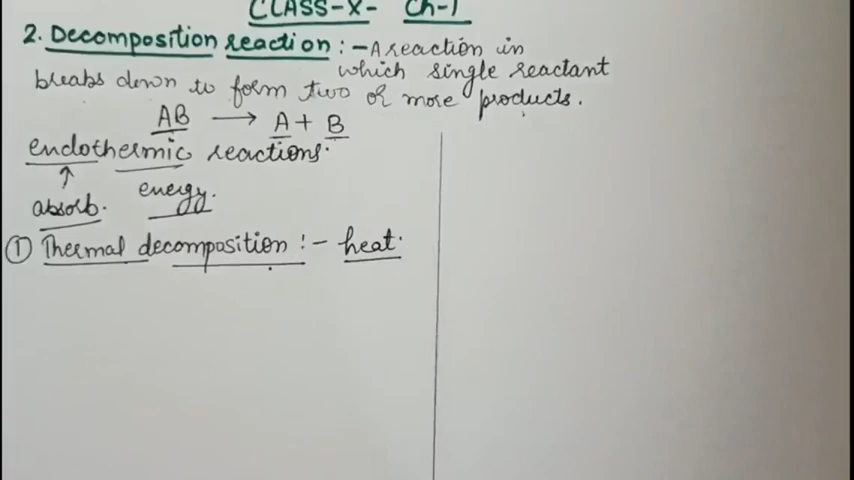 CLASS-X- Ch-1
2. Decomposition reaction :- A reaction in
which single reactant
breabs down to form two or more products.
AB → A + B
endothermic reactions.
↑
absorb. energy.
① Thermal decomposition :- heat.